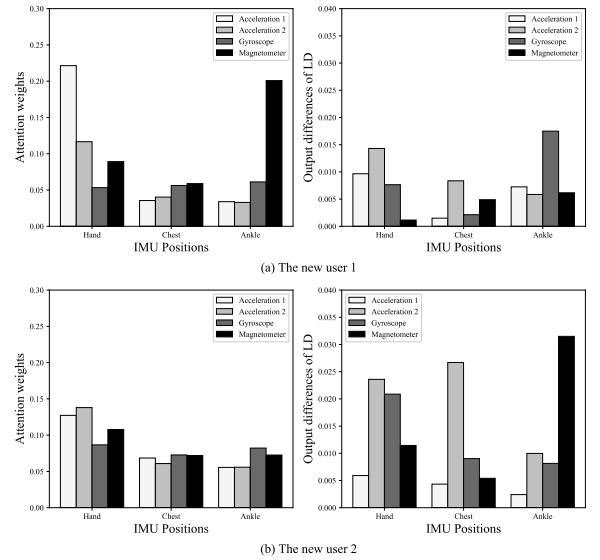 Attention weights
0.30
0.25
0.20
0.15
0.10
0.05
0.00
Acceleration 1
Acceleration 2
Gyroscope
Magnetometer
Hand Chest Ankle
IMU Positions
Output differences of LD
0.040
0.035
0.030
0.025
0.020
0.015
0.010
0.005
0.000
Acceleration 1
Acceleration 2
Gyroscope
Magnetometer
Hand Chest Ankle
IMU Positions
(a) The new user 1
Attention weights
0.30
0.25
0.20
0.15
0.10
0.05
0.00
Acceleration 1
Acceleration 2
Gyroscope
Magnetometer
Hand Chest Ankle
IMU Positions
Output differences of LD
0.040
0.035
0.030
0.025
0.020
0.015
0.010
0.005
0.000
Acceleration 1
Acceleration 2
Gyroscope
Magnetometer
Hand Chest Ankle
IMU Positions
(b) The new user 2